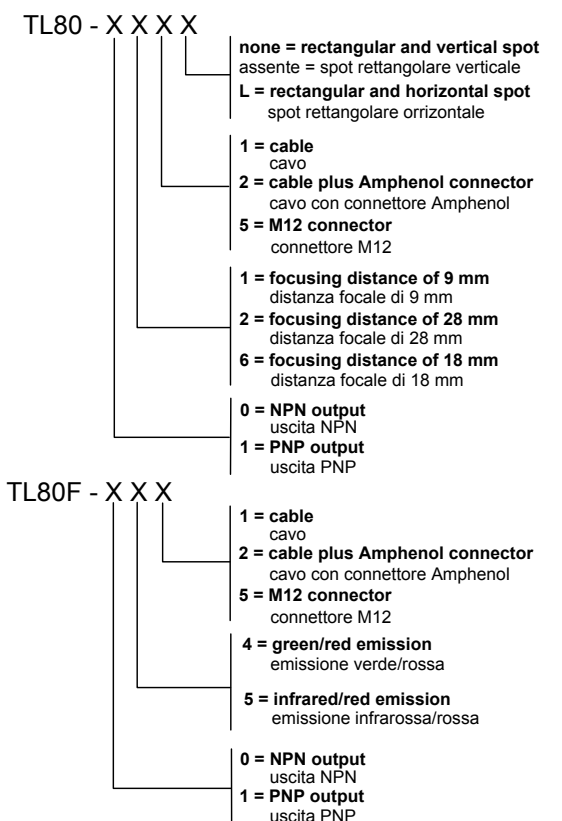 TL80 - X X X X
none = rectangular and vertical spot
assente = spot rettangolare verticale
L = rectangular and horizontal spot
spot rettangolare orrizontale
1 = cable
cavo
2 = cable plus Amphenol connector
cavo con connettore Amphenol
5 = M12 connector
connettore M12
1 = focusing distance of 9 mm
distanza focale di 9 mm
2 = focusing distance of 28 mm
distanza focale di 28 mm
6 = focusing distance of 18 mm
distanza focale di 18 mm
0 = NPN output
uscita NPN
1 = PNP output
uscita PNP
TL80F - X X X
1 = cable
cavo
2 = cable plus Amphenol connector
cavo con connettore Amphenol
5 = M12 connector
connettore M12
4 = green/red emission
emissione verde/rossa
5 = infrared/red emission
emissione infrarossa/rossa
0 = NPN output
uscita NPN
1 = PNP output
uscita PNP